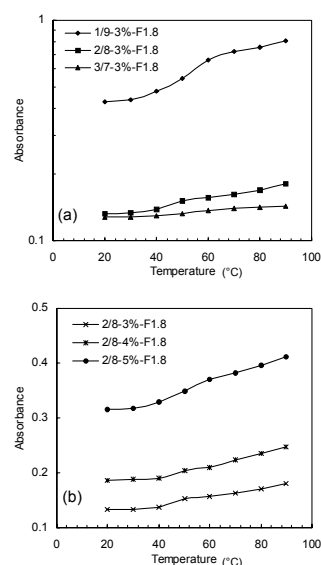 1
1/9-3%-F1.8
2/8-3%-F1.8
3/7-3%-F1.8
Absorbance
(a)
0.1
0 20 40 60 80 100
Temperature (°C)
0.5
2/8-3%-F1.8
2/8-4%-F1.8
2/8-5%-F1.8
0.4
Absorbance
0.3
0.2
(b)
0.1
0 20 40 60 80 100
Temperature (°C)